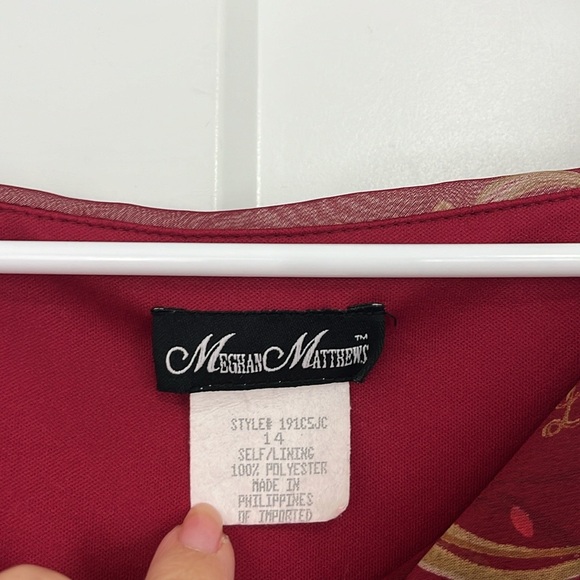 MEGHAN MATTHEWS™
STYLE# 191C5JC
14
SELF/LINING
100% POLYESTER
MADE IN
PHILIPPINES
OF IMPORTED